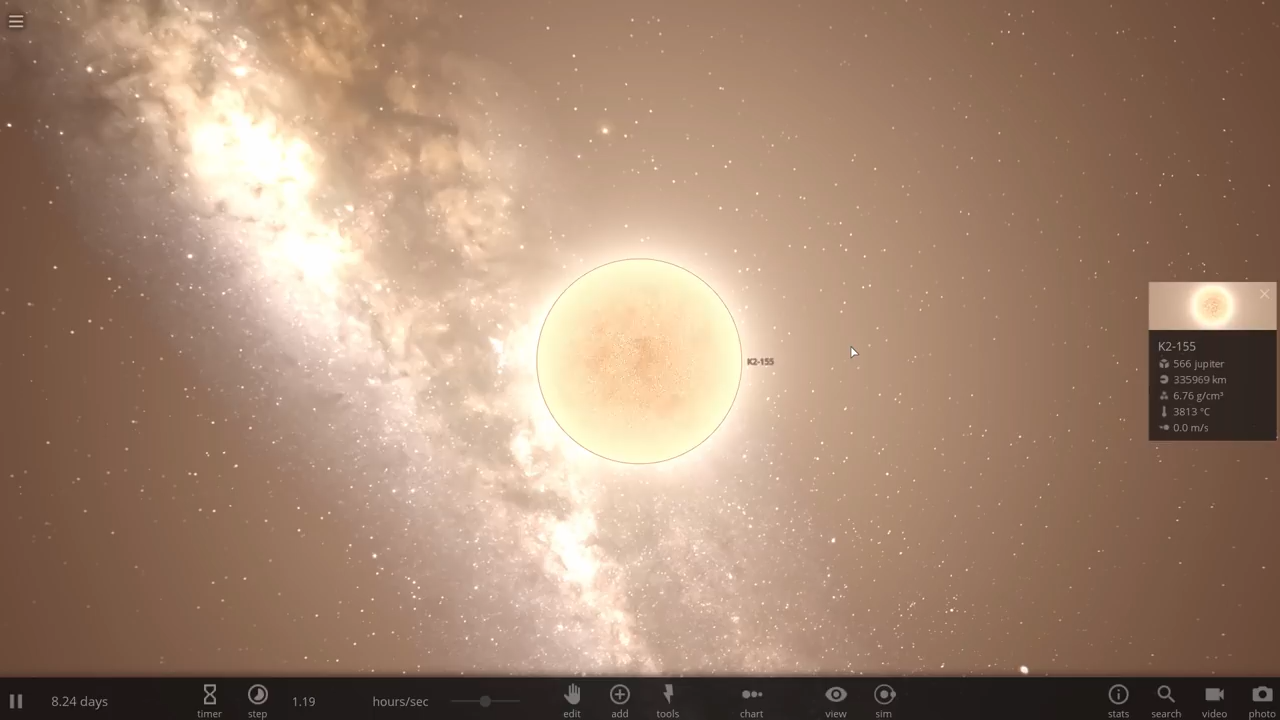 K2-155
K2-155
566 jupiter
335969 km
6.76 g/cm³
3813 °C
0.0 m/s
8.24 days
timer
step
1.19
hours/sec
edit
add
tools
chart
view
sim
stats
search
video
photo